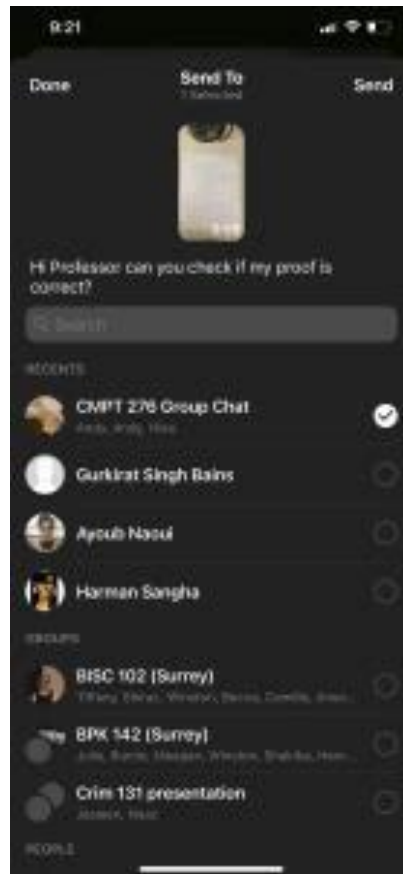 9:21
Done
Send To
Send
1 Selected
Hi Professor can you check if my proof is
correct?
Search
RECENTS
CMPT 276 Group Chat
Gurkirat Singh Bains
Ayoub Naoui
Harman Sangha
GROUPS
BISC 102 (Surrey)
BPK 142 (Surrey)
Crim 131 presentation
PEOPLE